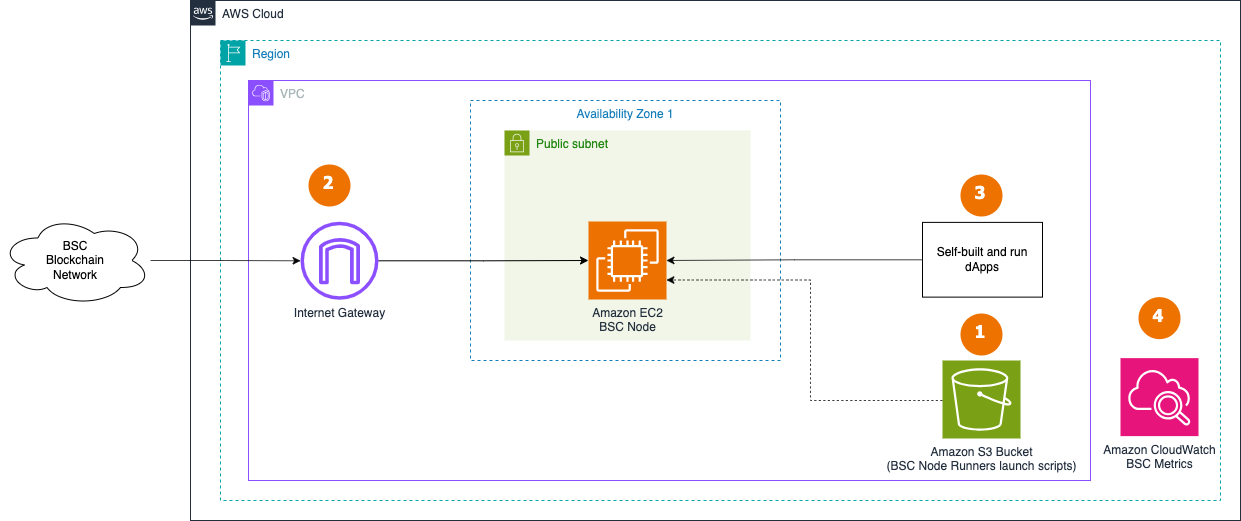 aws
AWS Cloud
Region
VPC
Availability Zone 1
Public subnet
2
3
BSC
Blockchain
Network
Self-built and run
dApps
Internet Gateway
Amazon EC2
BSC Node
1
4
Amazon S3 Bucket
(BSC Node Runners launch scripts)
Amazon CloudWatch
BSC Metrics